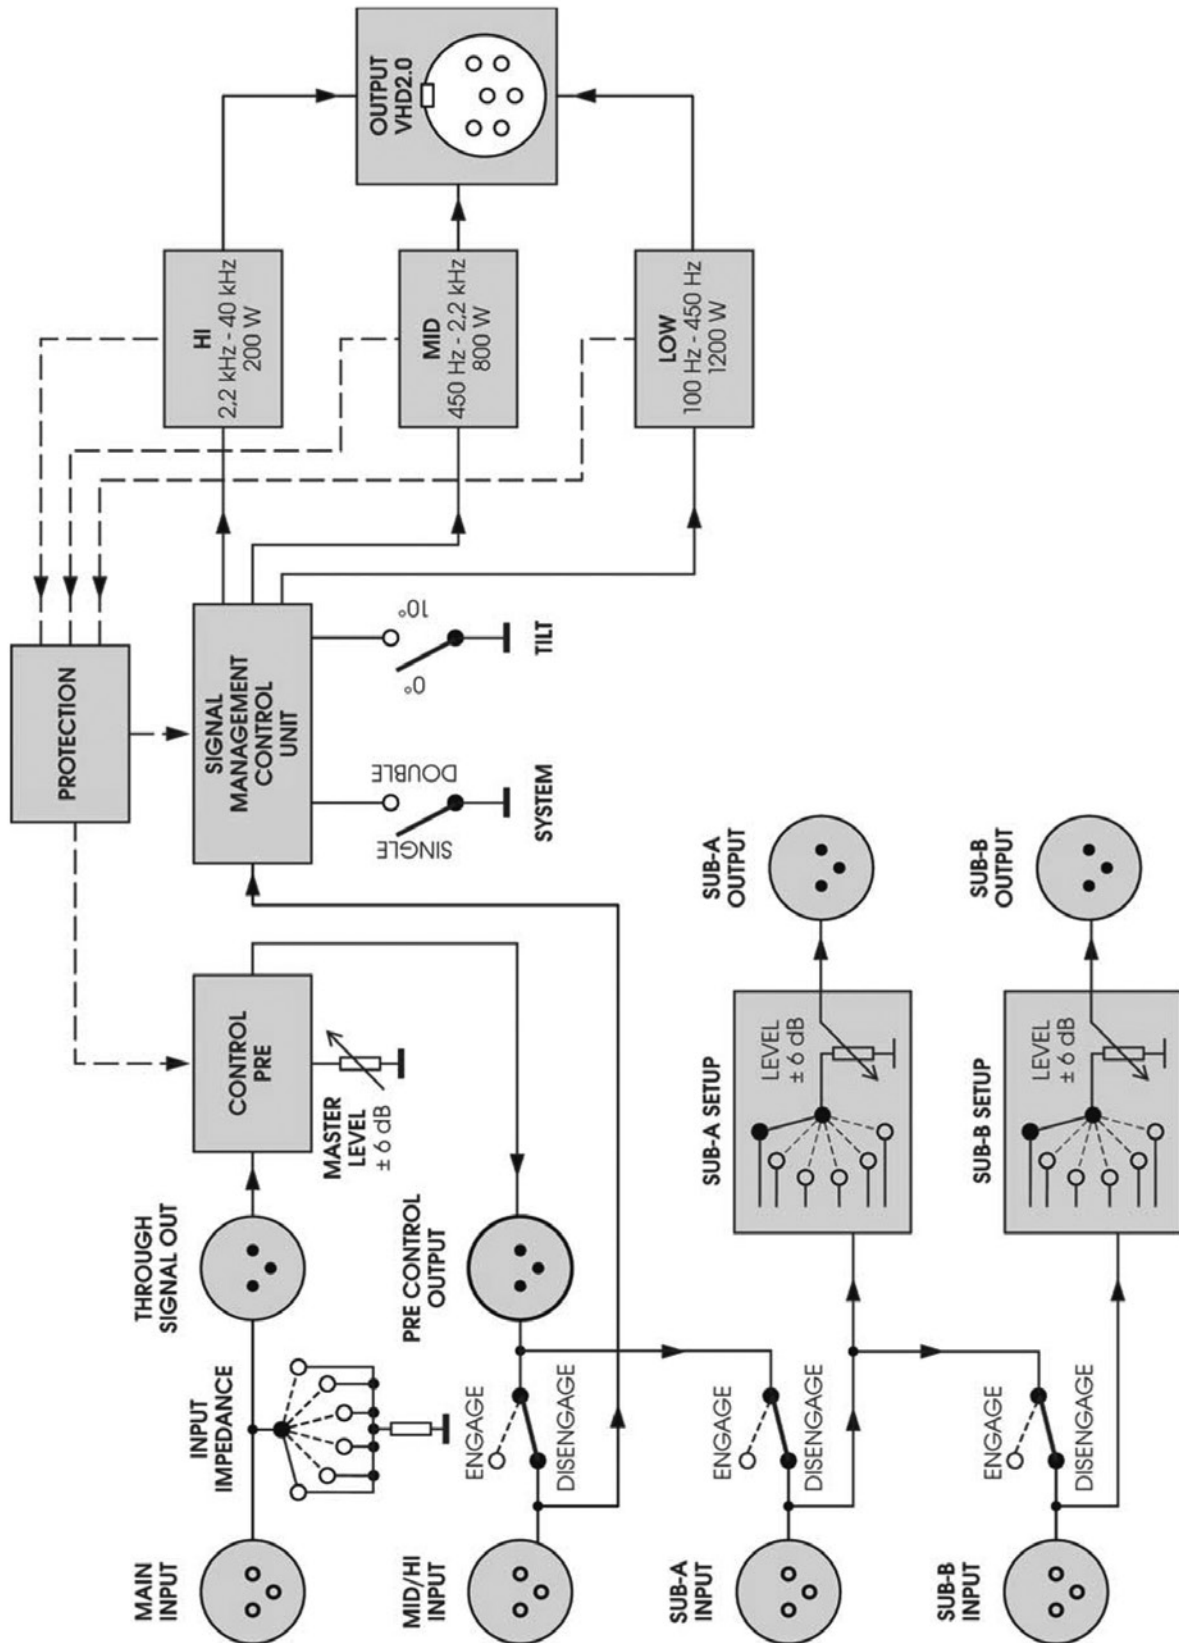 MAIN
INPUT
INPUT
IMPEDANCE
THROUGH
SIGNAL OUT
CONTROL
PRE
MASTER
LEVEL
± 6 dB
PROTECTION
SIGNAL
MANAGEMENT
CONTROL
UNIT
SINGLE
DOUBLE
SYSTEM
0°
10°
TILT
HI
2,2 kHz - 40 kHz
200 W
MID
450 Hz - 2,2 kHz
800 W
LOW
100 Hz - 450 Hz
1200 W
OUTPUT
VHD2.0
MID/HI
INPUT
ENGAGE
DISENGAGE
PRE CONTROL
OUTPUT
SUB-A
INPUT
ENGAGE
DISENGAGE
SUB-A SETUP
LEVEL
± 6 dB
SUB-A
OUTPUT
SUB-B
INPUT
ENGAGE
DISENGAGE
SUB-B SETUP
LEVEL
± 6 dB
SUB-B
OUTPUT